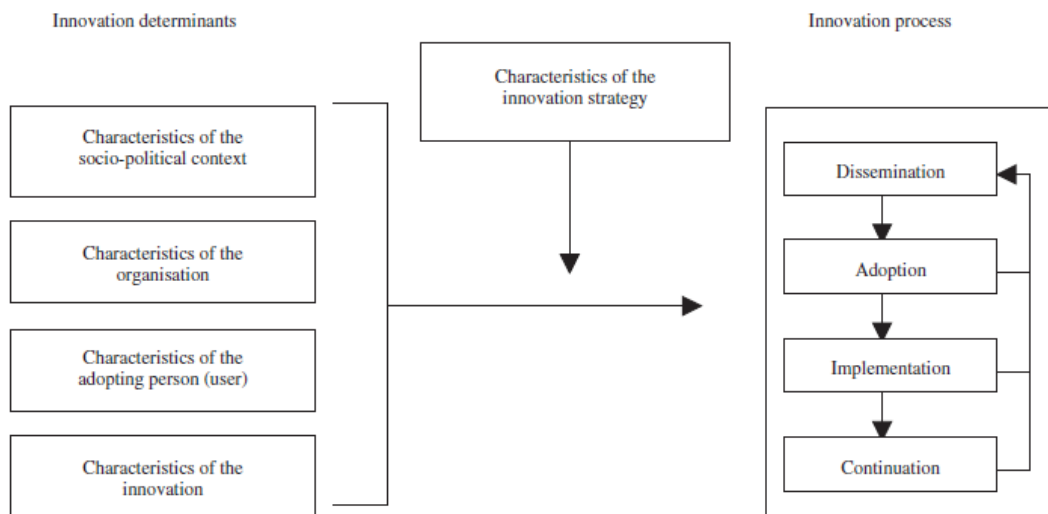 Innovation determinants
Innovation process
Characteristics of the
innovation strategy
Characteristics of the
socio-political context
Characteristics of the
organisation
Characteristics of the
adopting person (user)
Characteristics of the
innovation
Dissemination
Adoption
Implementation
Continuation